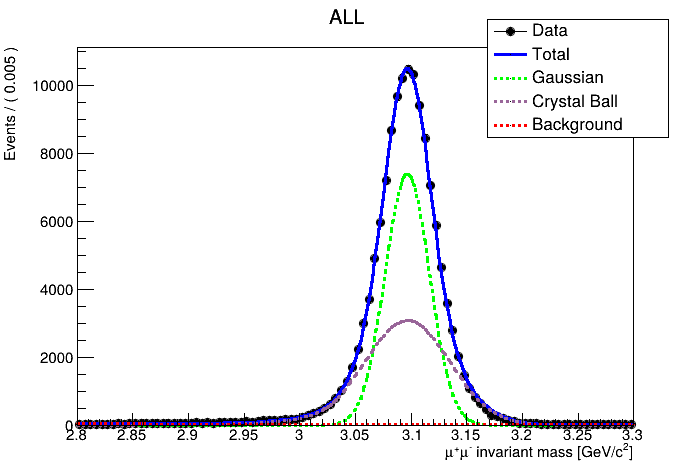 ALL
Data
Total
Gaussian
Crystal Ball
Background
Events / ( 0.005 )
10000
8000
6000
4000
2000
0
2.8 2.85 2.9 2.95 3 3.05 3.1 3.15 3.2 3.25 3.3
μ⁺μ⁻ invariant mass [GeV/c²]